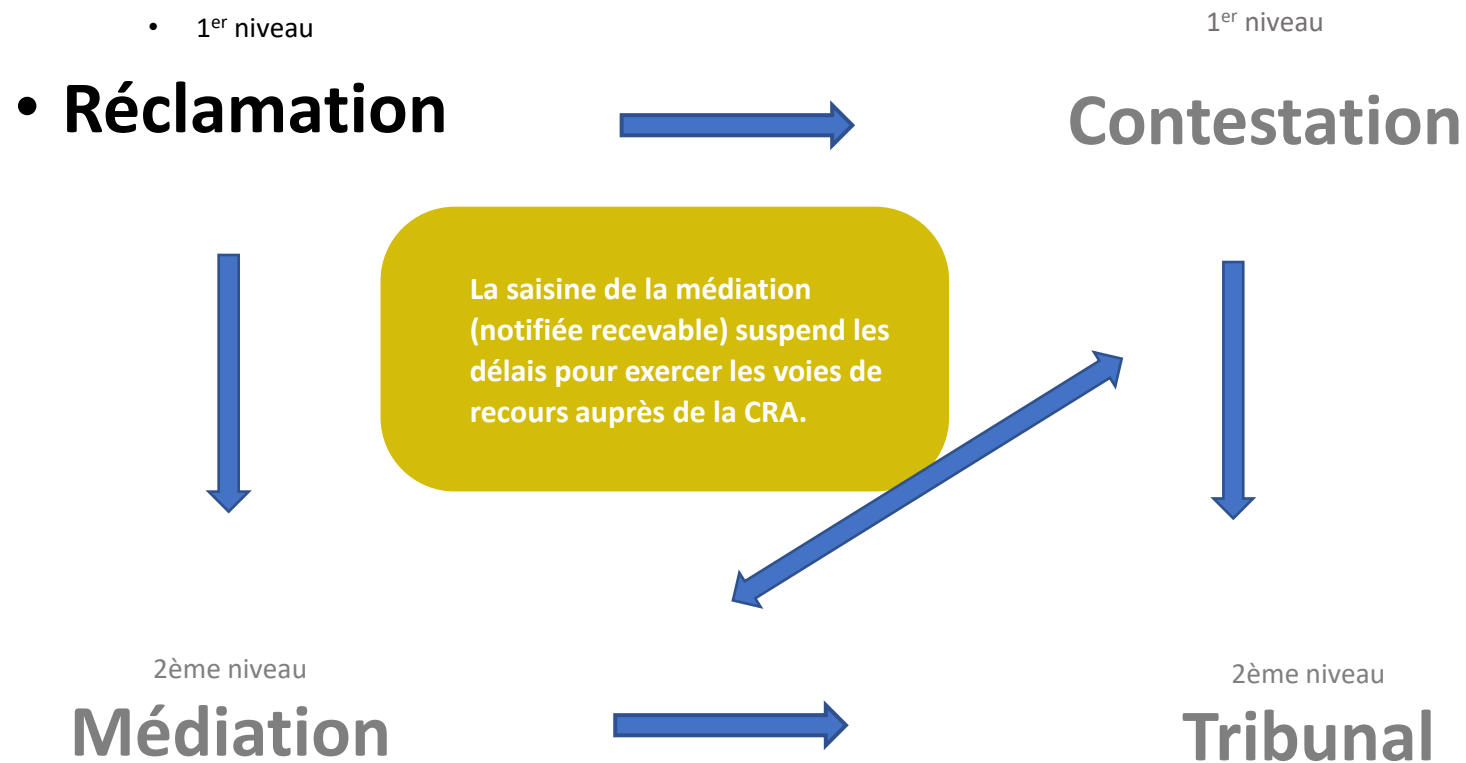 • 1er niveau
• Réclamation
1er niveau
Contestation
La saisine de la médiation
(notifiée recevable) suspend les
délais pour exercer les voies de
recours auprès de la CRA.
2ème niveau
Médiation
2ème niveau
Tribunal